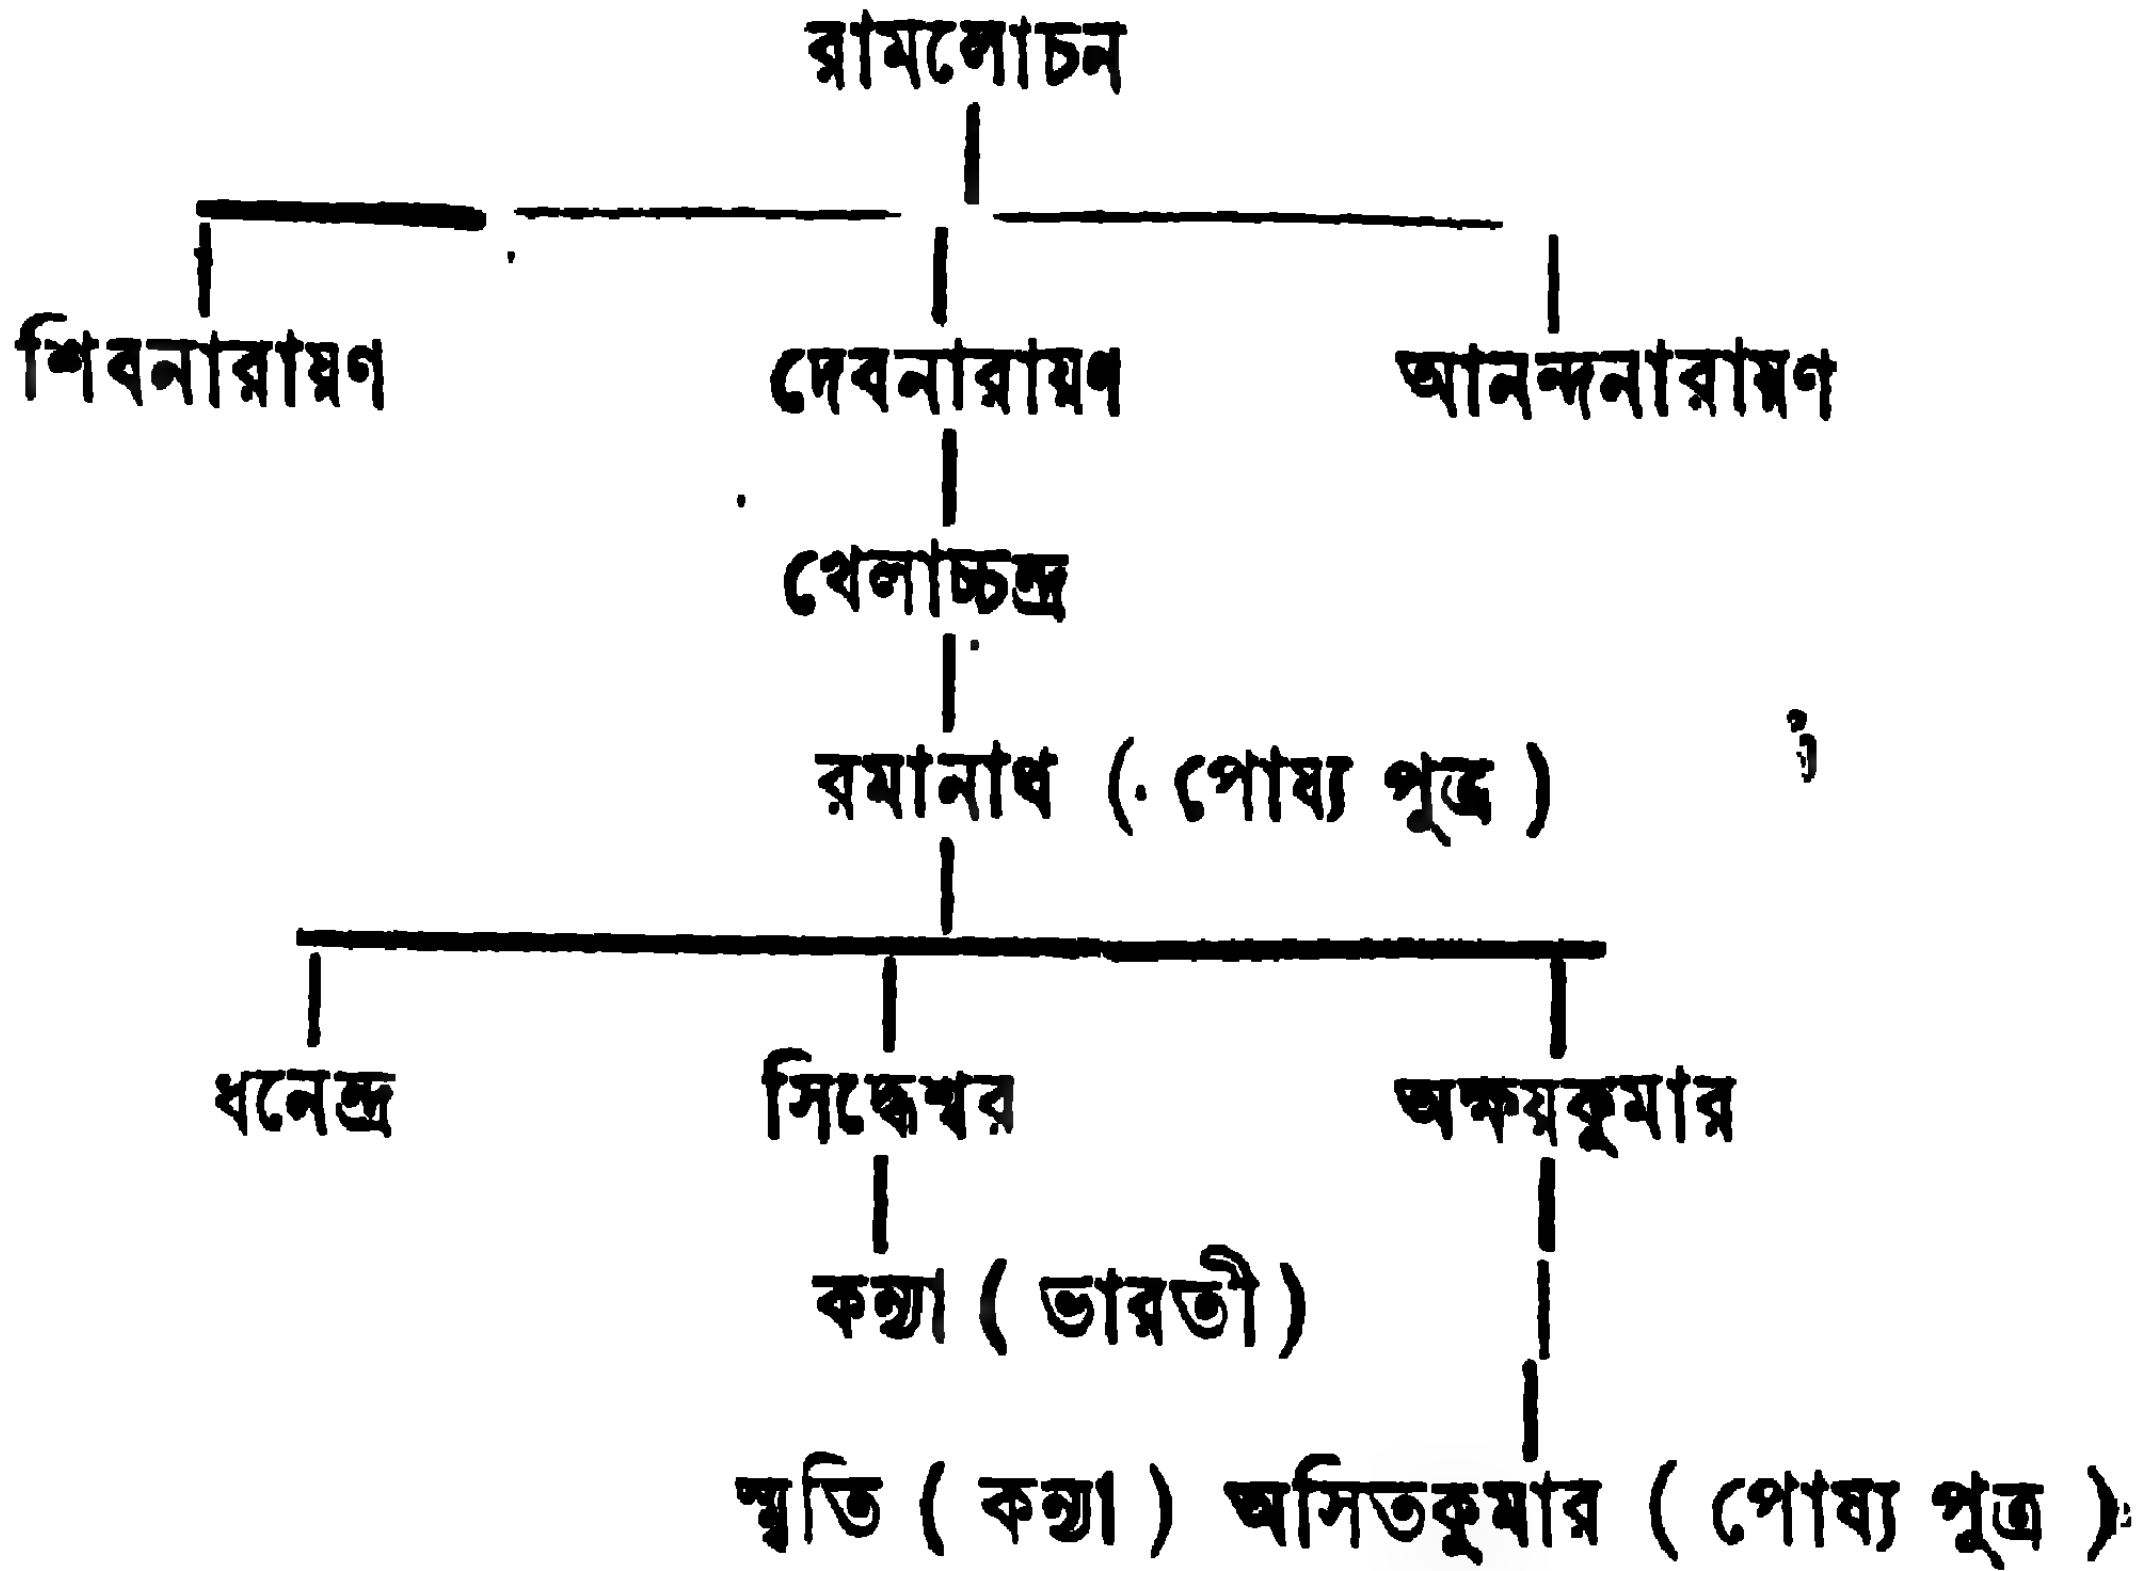 রামলোচন
শিবনারায়ণ দেবনারায়ণ আনন্দনারায়ণ
খেলাচ্চন্দ্র
রমানাথ ( পোষ্য পুত্র )
ধনেন্দ্র সিদ্ধেশ্বর অক্ষয়কুমার
কন্যা ( ভারতী )
স্মৃতি ( কন্যা ) অসিতকুমার ( পোষ্য পুত্র )